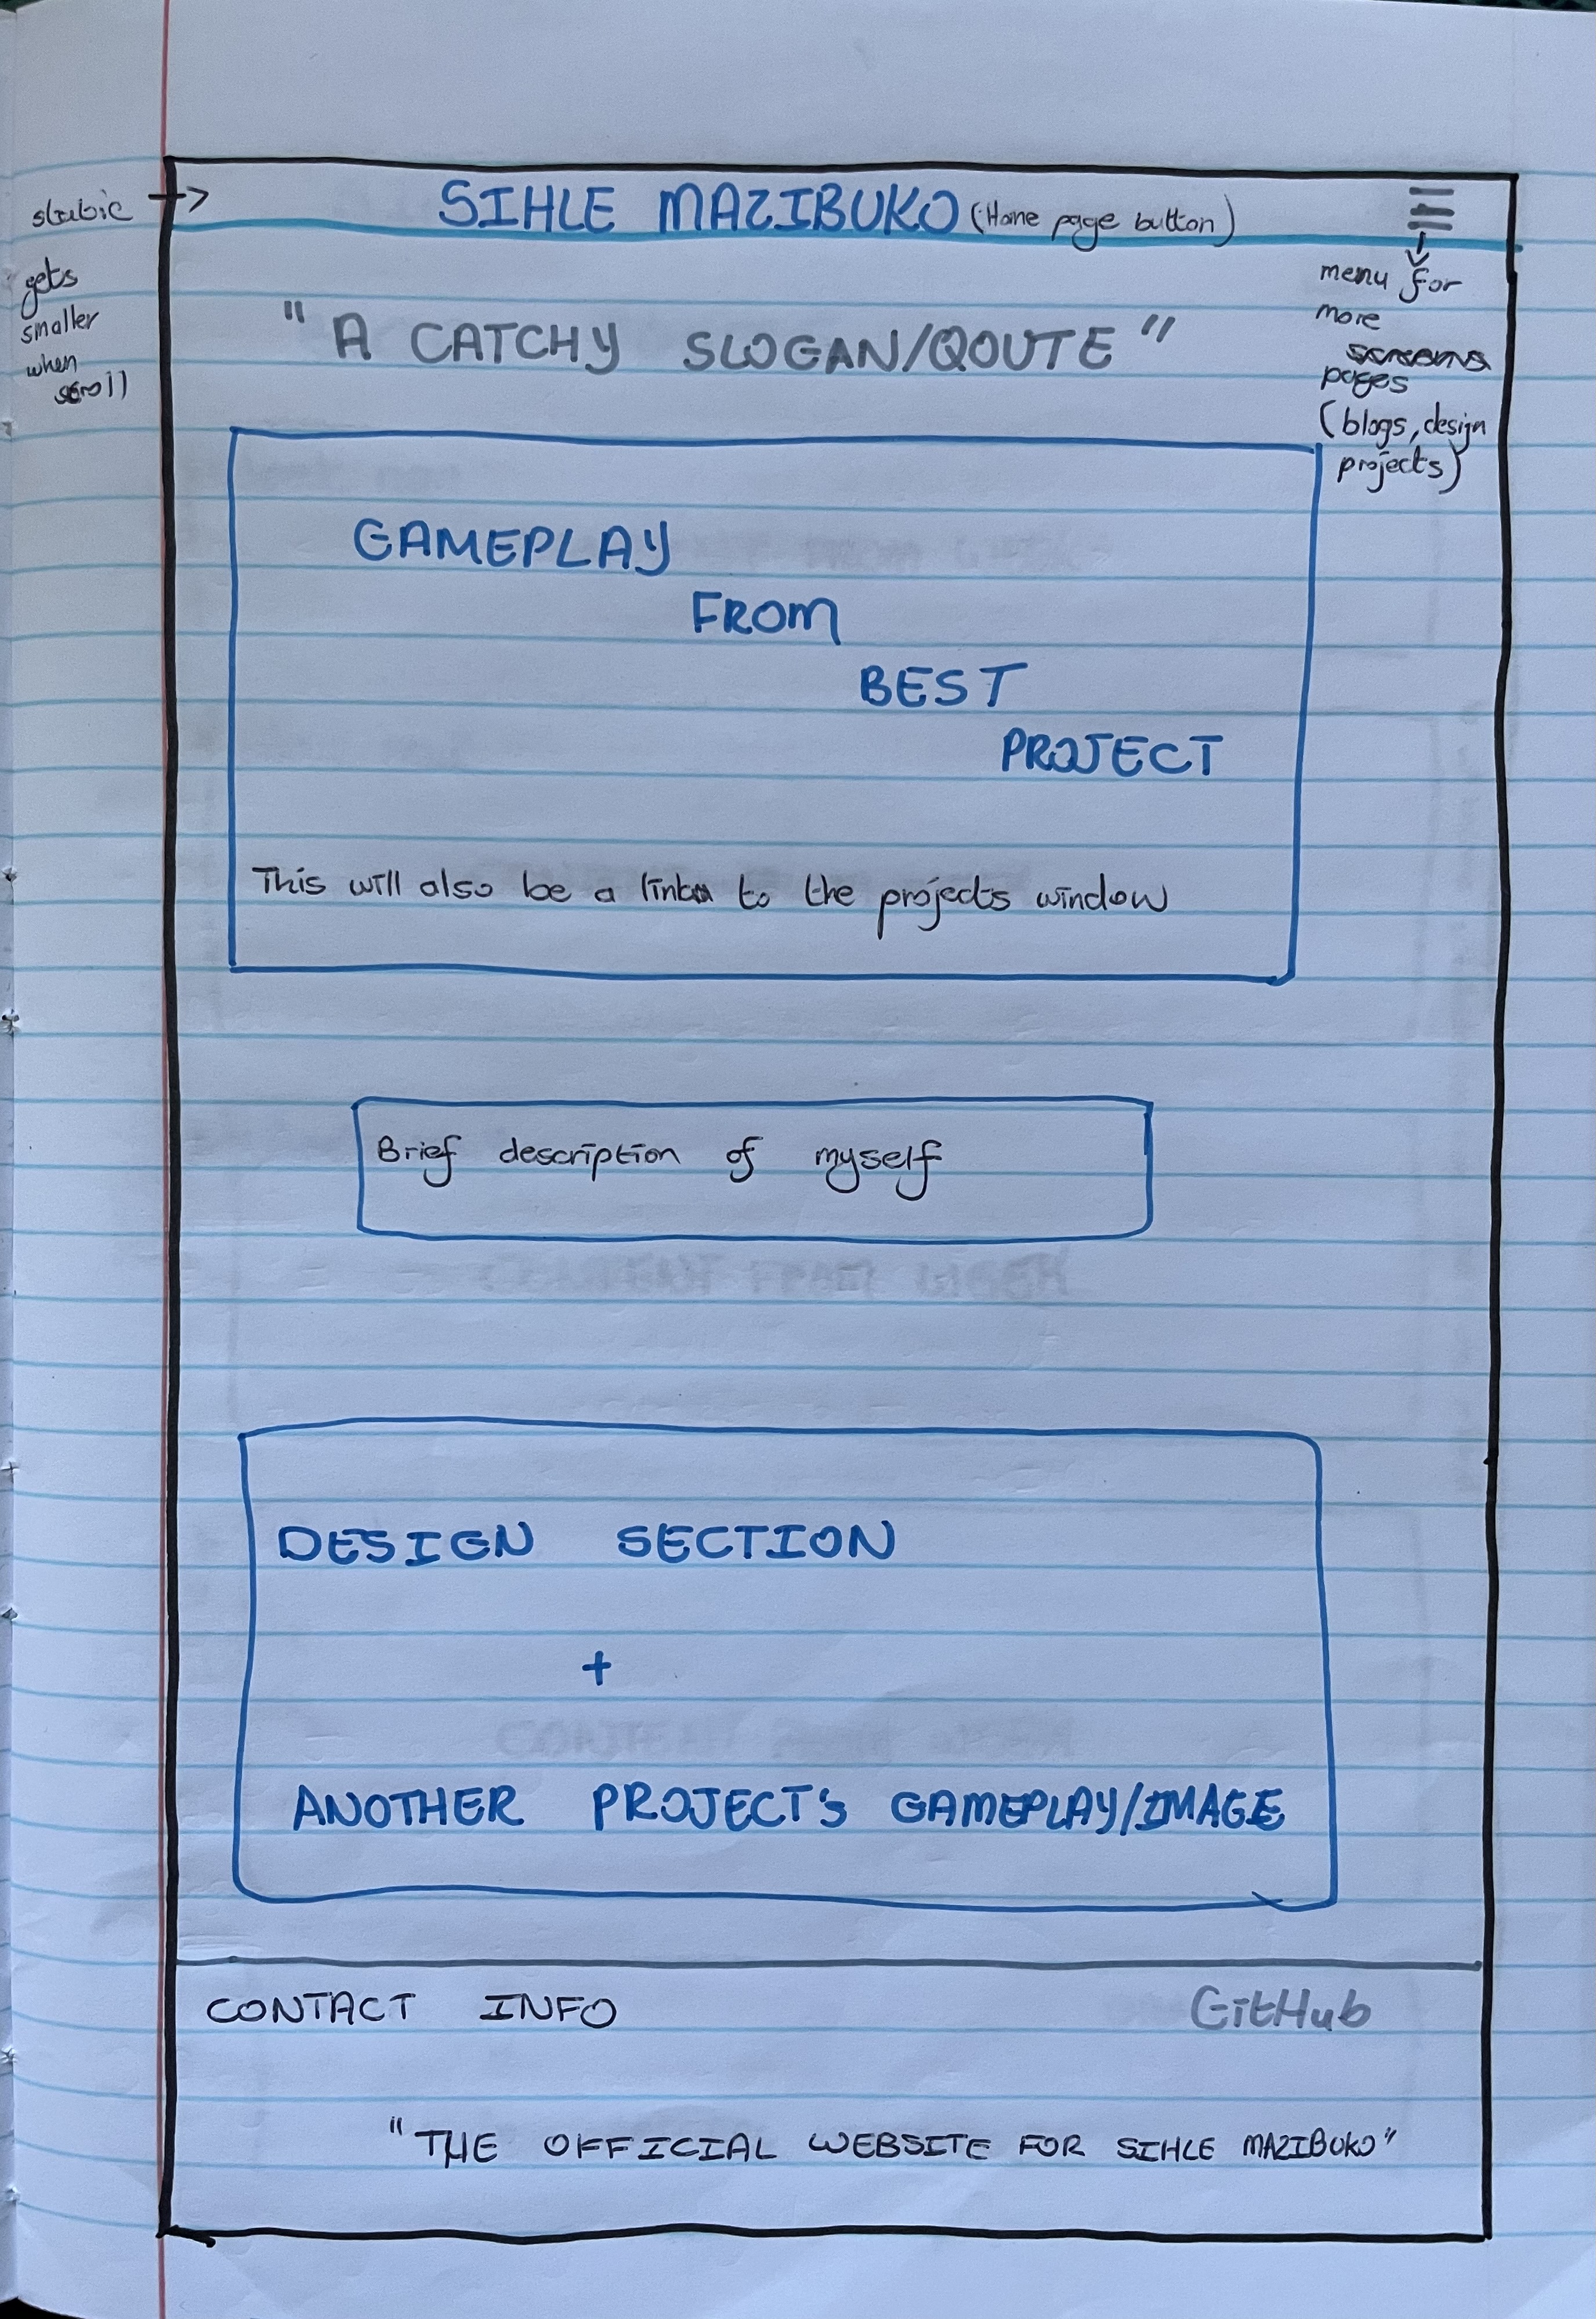 static
gets
smaller
when
scroll
SIHLE MAZIBUKO (Home page button)
menu for
more
pages
(blogs, design
projects)
"A CATCHY SLOGAN/QOUTE"
GAMEPLAY
FROM
BEST
PROJECT
This will also be a link to the projects window
Brief description of myself
DESIGN SECTION
+
ANOTHER PROJECT's GAMEPLAY/IMAGE
CONTACT INFO
GitHub
"THE OFFICIAL WEBSITE FOR SIHLE MAZIBUKO"